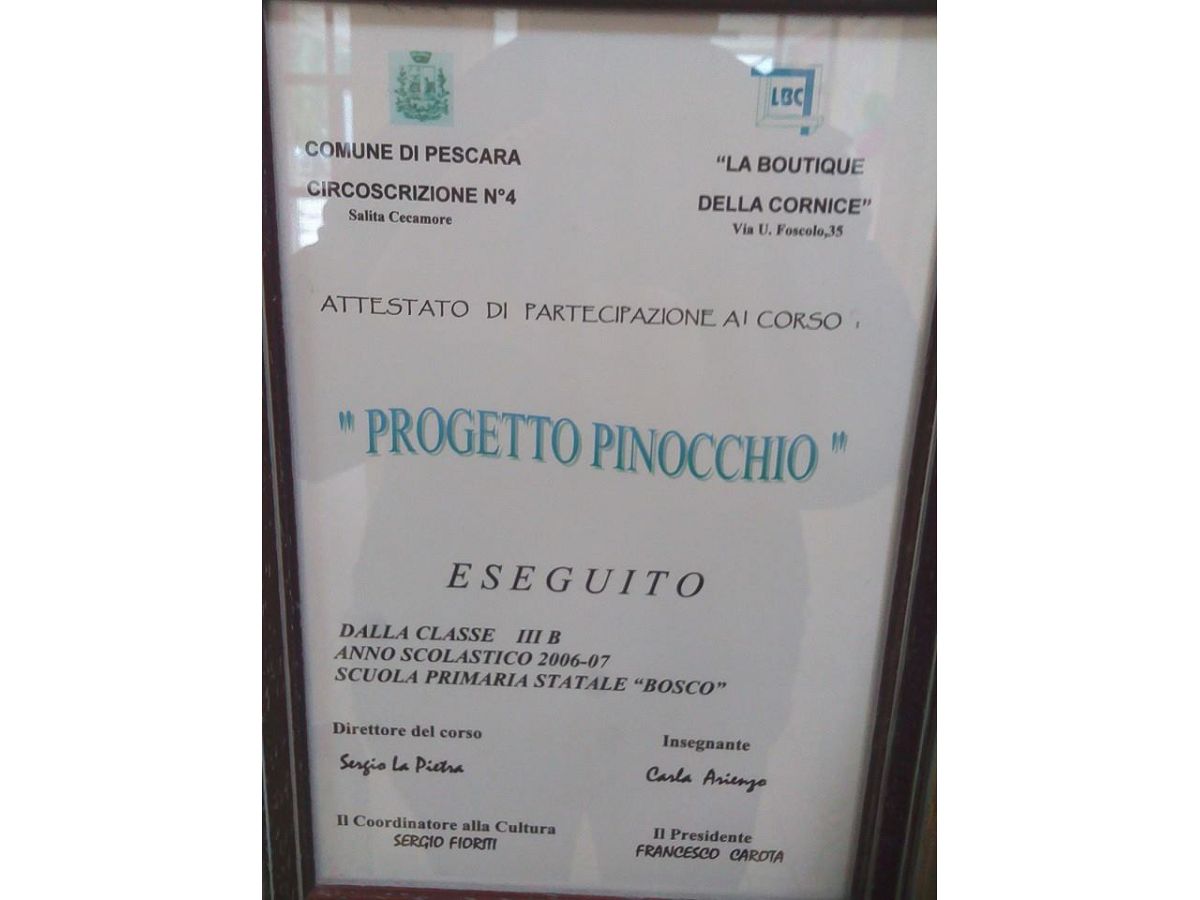 LBC
COMUNE DI PESCARA
CIRCOSCRIZIONE N°4
Salita Cecamore
“LA BOUTIQUE
DELLA CORNICE”
Via U. Foscolo,35
ATTESTATO DI PARTECIPAZIONE AI CORSO :
" PROGETTO PINOCCHIO "
ESEGUITO
DALLA CLASSE III B
ANNO SCOLASTICO 2006-07
SCUOLA PRIMARIA STATALE “BOSCO”
Direttore del corso
Sergio La Pietra
Insegnante
Carla Arienzo
Il Coordinatore alla Cultura
SERGIO FIORITI
Il Presidente
FRANCESCO CAROTA